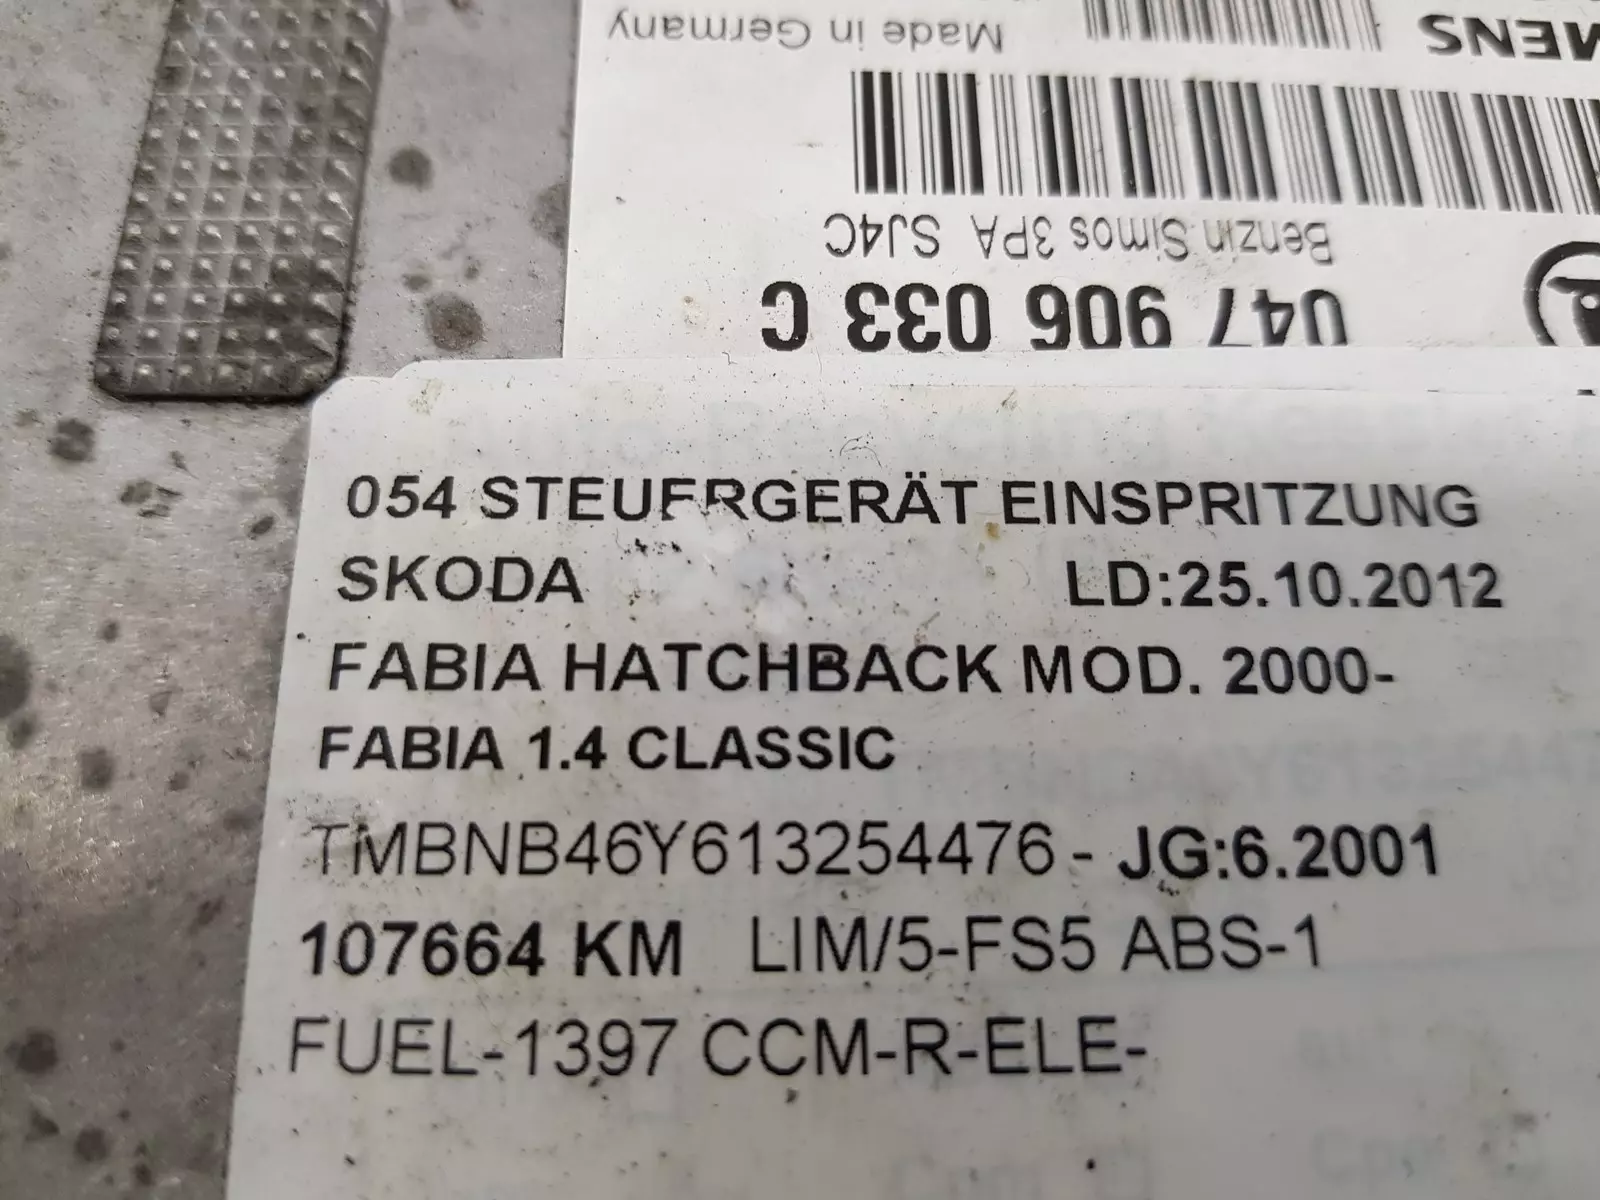 Made in Germany
Benzin Simos 3PA SJ4C
047 906 033 C
054 STEUERGERÄT EINSPRITZUNG
SKODA LD:25.10.2012
FABIA HATCHBACK MOD. 2000-
FABIA 1.4 CLASSIC
TMBNB46Y613254476 - JG:6.2001
107664 KM LIM/5-FS5 ABS-1
FUEL-1397 CCM-R-ELE-